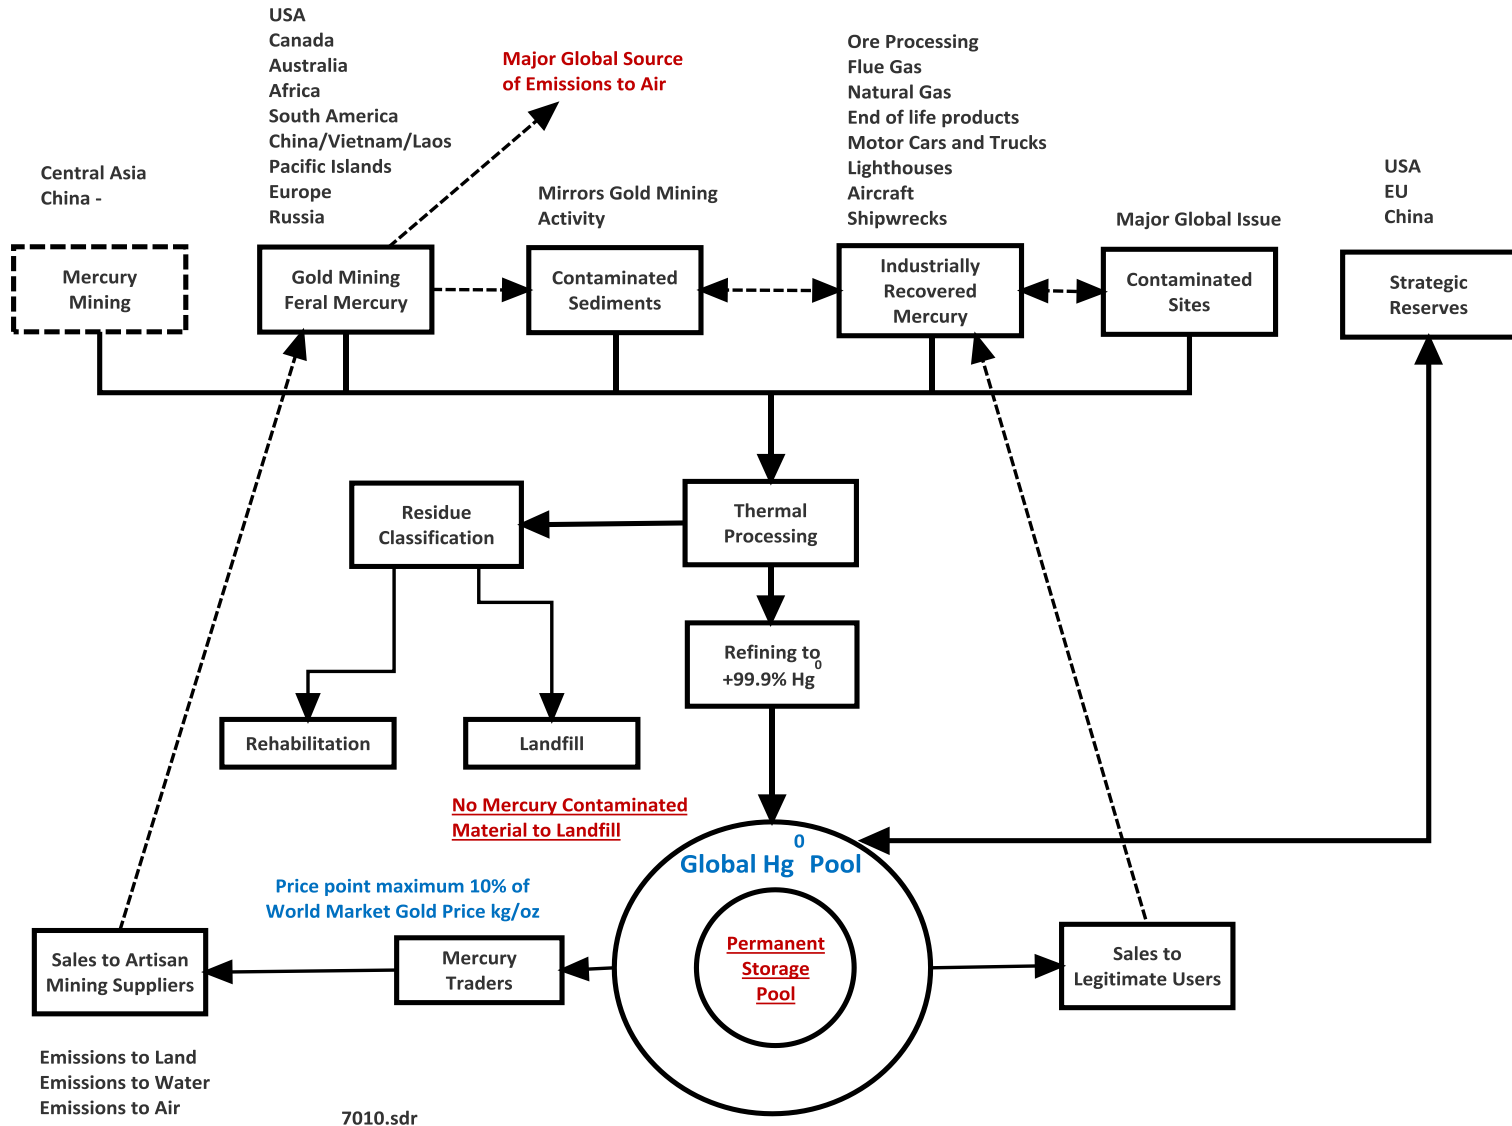 USA
Canada
Australia
Africa
South America
China/Vietnam/Laos
Pacific Islands
Europe
Russia
Major Global Source
of Emissions to Air
Ore Processing
Flue Gas
Natural Gas
End of life products
Motor Cars and Trucks
Lighthouses
Aircraft
Shipwrecks
Central Asia
China -
Mirrors Gold Mining
Activity
Major Global Issue
USA
EU
China
Mercury
Mining
Gold Mining
Feral Mercury
Contaminated
Sediments
Industrially
Recovered
Mercury
Contaminated
Sites
Strategic
Reserves
Residue
Classification
Thermal
Processing
Refining to
+99.9% Hg0
Rehabilitation
Landfill
No Mercury Contaminated
Material to Landfill
Global Hg0 Pool
Permanent
Storage
Pool
Price point maximum 10% of
World Market Gold Price kg/oz
Sales to Artisan
Mining Suppliers
Mercury
Traders
Sales to
Legitimate Users
Emissions to Land
Emissions to Water
Emissions to Air
7010.sdr